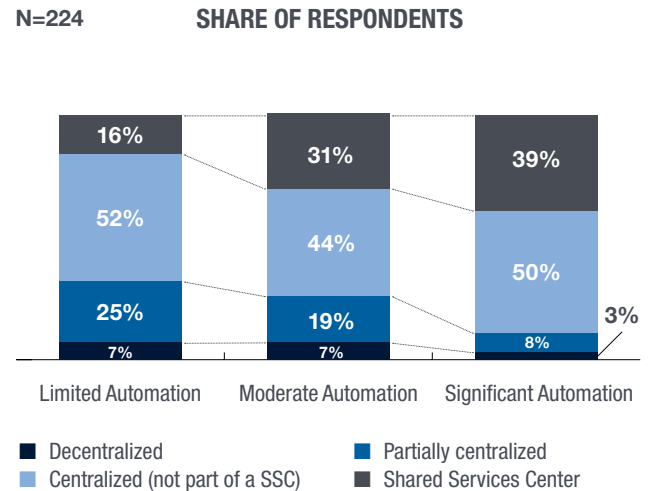 N=224 SHARE OF RESPONDENTS
16% 31% 39%
52% 44% 50%
25% 19% 8% 3%
7% 7%
Limited Automation Moderate Automation Significant Automation
Decentralized Partially centralized
Centralized (not part of a SSC) Shared Services Center